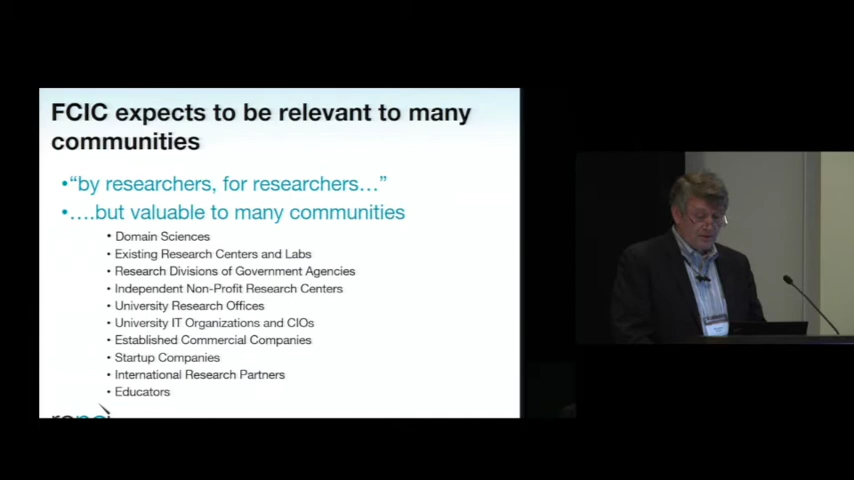 FCIC expects to be relevant to many
communities
•“by researchers, for researchers…”
•….but valuable to many communities
• Domain Sciences
• Existing Research Centers and Labs
• Research Divisions of Government Agencies
• Independent Non-Profit Research Centers
• University Research Offices
• University IT Organizations and CIOs
• Established Commercial Companies
• Startup Companies
• International Research Partners
• Educators